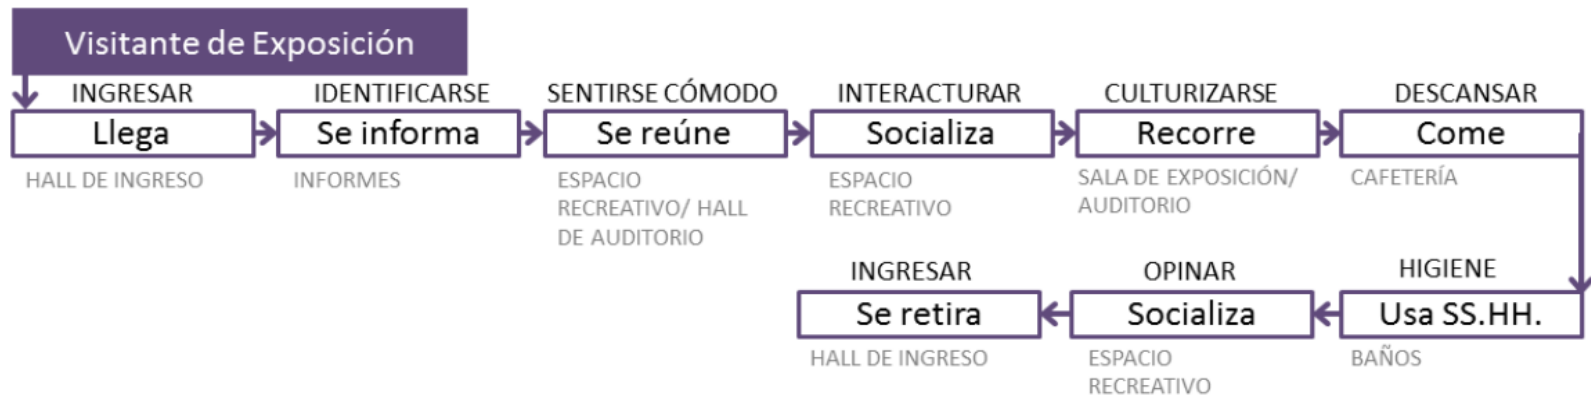 Visitante de Exposición
INGRESAR
Llega
HALL DE INGRESO
IDENTIFICARSE
Se informa
INFORMES
SENTIRSE CÓMODO
Se reúne
ESPACIO
RECREATIVO/ HALL
DE AUDITORIO
INTERACTURAR
Socializa
ESPACIO
RECREATIVO
CULTURIZARSE
Recorre
SALA DE EXPOSICIÓN/
AUDITORIO
DESCANSAR
Come
CAFETERÍA
HIGIENE
Usa SS.HH.
BAÑOS
OPINAR
Socializa
ESPACIO
RECREATIVO
INGRESAR
Se retira
HALL DE INGRESO